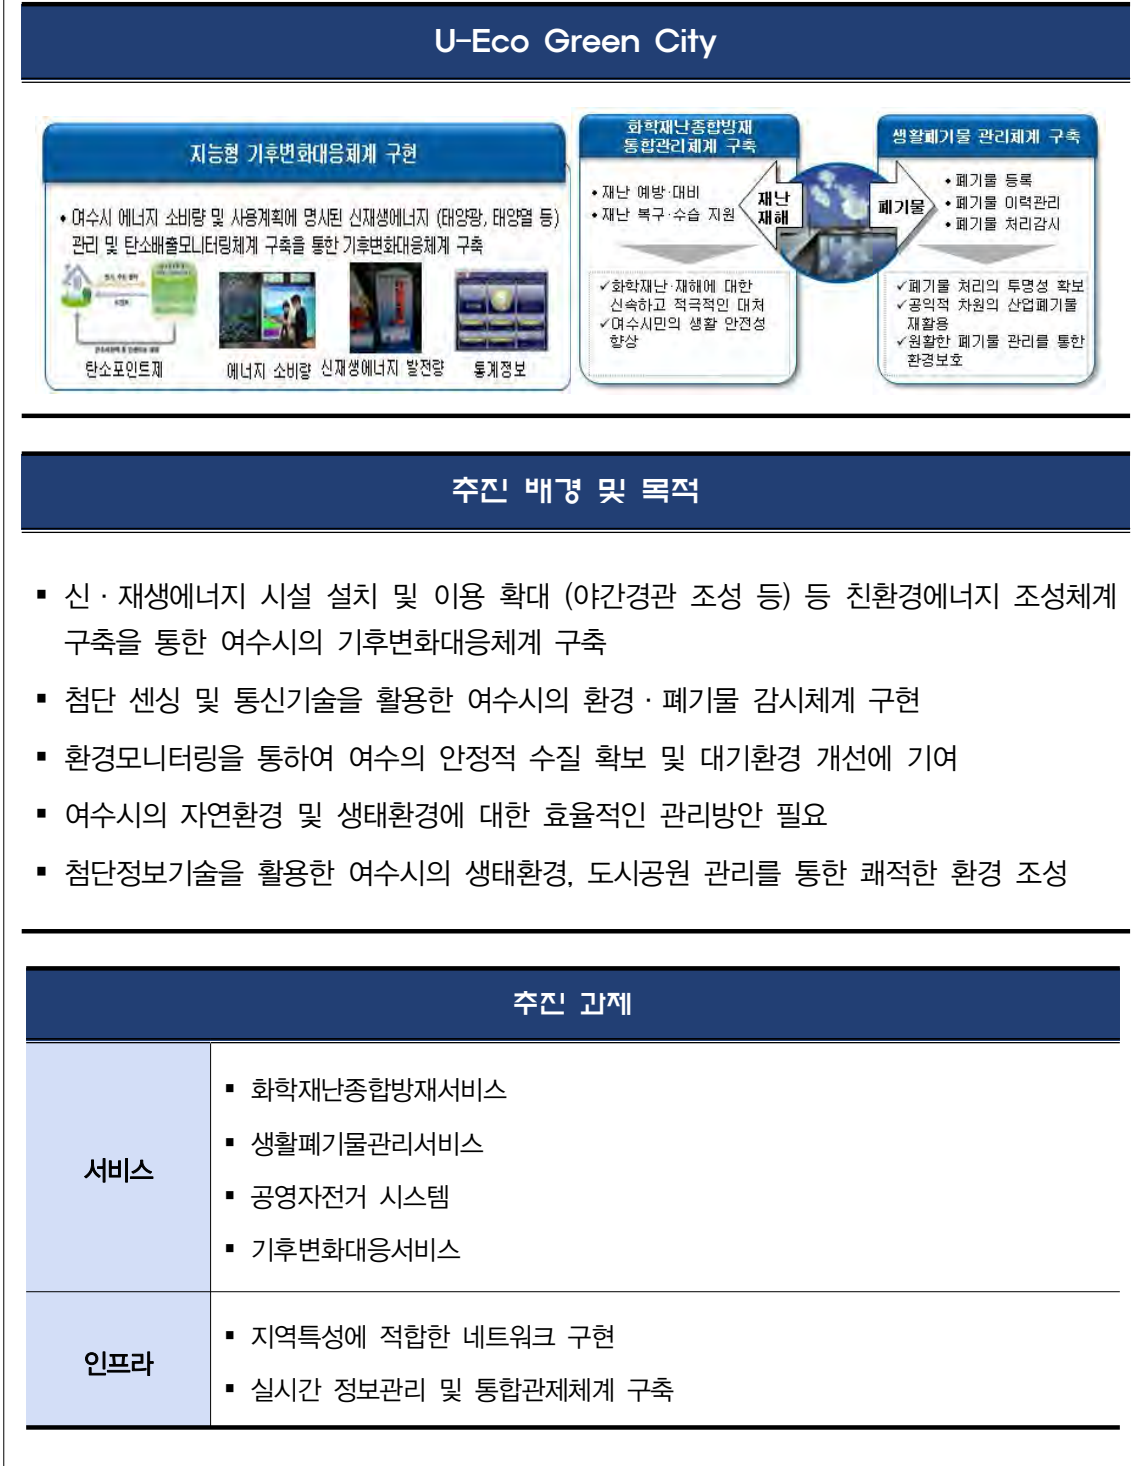 U-Eco Green City
지능형 기후변화대응체계 구현
⬥ 여수시 에너지 소비량 및 사용계획에 명시된 신재생에너지 (태양광, 태양열 등)
관리 및 탄소배출모니터링체계 구축을 통한 기후변화대응체계 구축
탄소포인트제
에너지 소비량
신재생에너지 발전량
통계정보
화학재난종합방재
통합관리체계 구축
• 재난 예방·대비
• 재난 복구·수습 지원
재난
재해
✓화학재난·재해에 대한
신속하고 적극적인 대처
✓여수시민의 생활 안전성
향상
생활폐기물 관리체계 구축
폐기물
• 폐기물 등록
• 폐기물 이력관리
• 폐기물 처리감시
✓폐기물 처리의 투명성 확보
✓공익적 차원의 산업폐기물
재활용
✓원활한 폐기물 관리를 통한
환경보호
추진 배경 및 목적
▪ 신·재생에너지 시설 설치 및 이용 확대 (야간경관 조성 등) 등 친환경에너지 조성체계
구축을 통한 여수시의 기후변화대응체계 구축
▪ 첨단 센싱 및 통신기술을 활용한 여수시의 환경·폐기물 감시체계 구현
▪ 환경모니터링을 통하여 여수의 안정적 수질 확보 및 대기환경 개선에 기여
▪ 여수시의 자연환경 및 생태환경에 대한 효율적인 관리방안 필요
▪ 첨단정보기술을 활용한 여수시의 생태환경, 도시공원 관리를 통한 쾌적한 환경 조성
추진 과제
서비스
▪ 화학재난종합방재서비스
▪ 생활폐기물관리서비스
▪ 공영자전거 시스템
▪ 기후변화대응서비스
인프라
▪ 지역특성에 적합한 네트워크 구현
▪ 실시간 정보관리 및 통합관제체계 구축